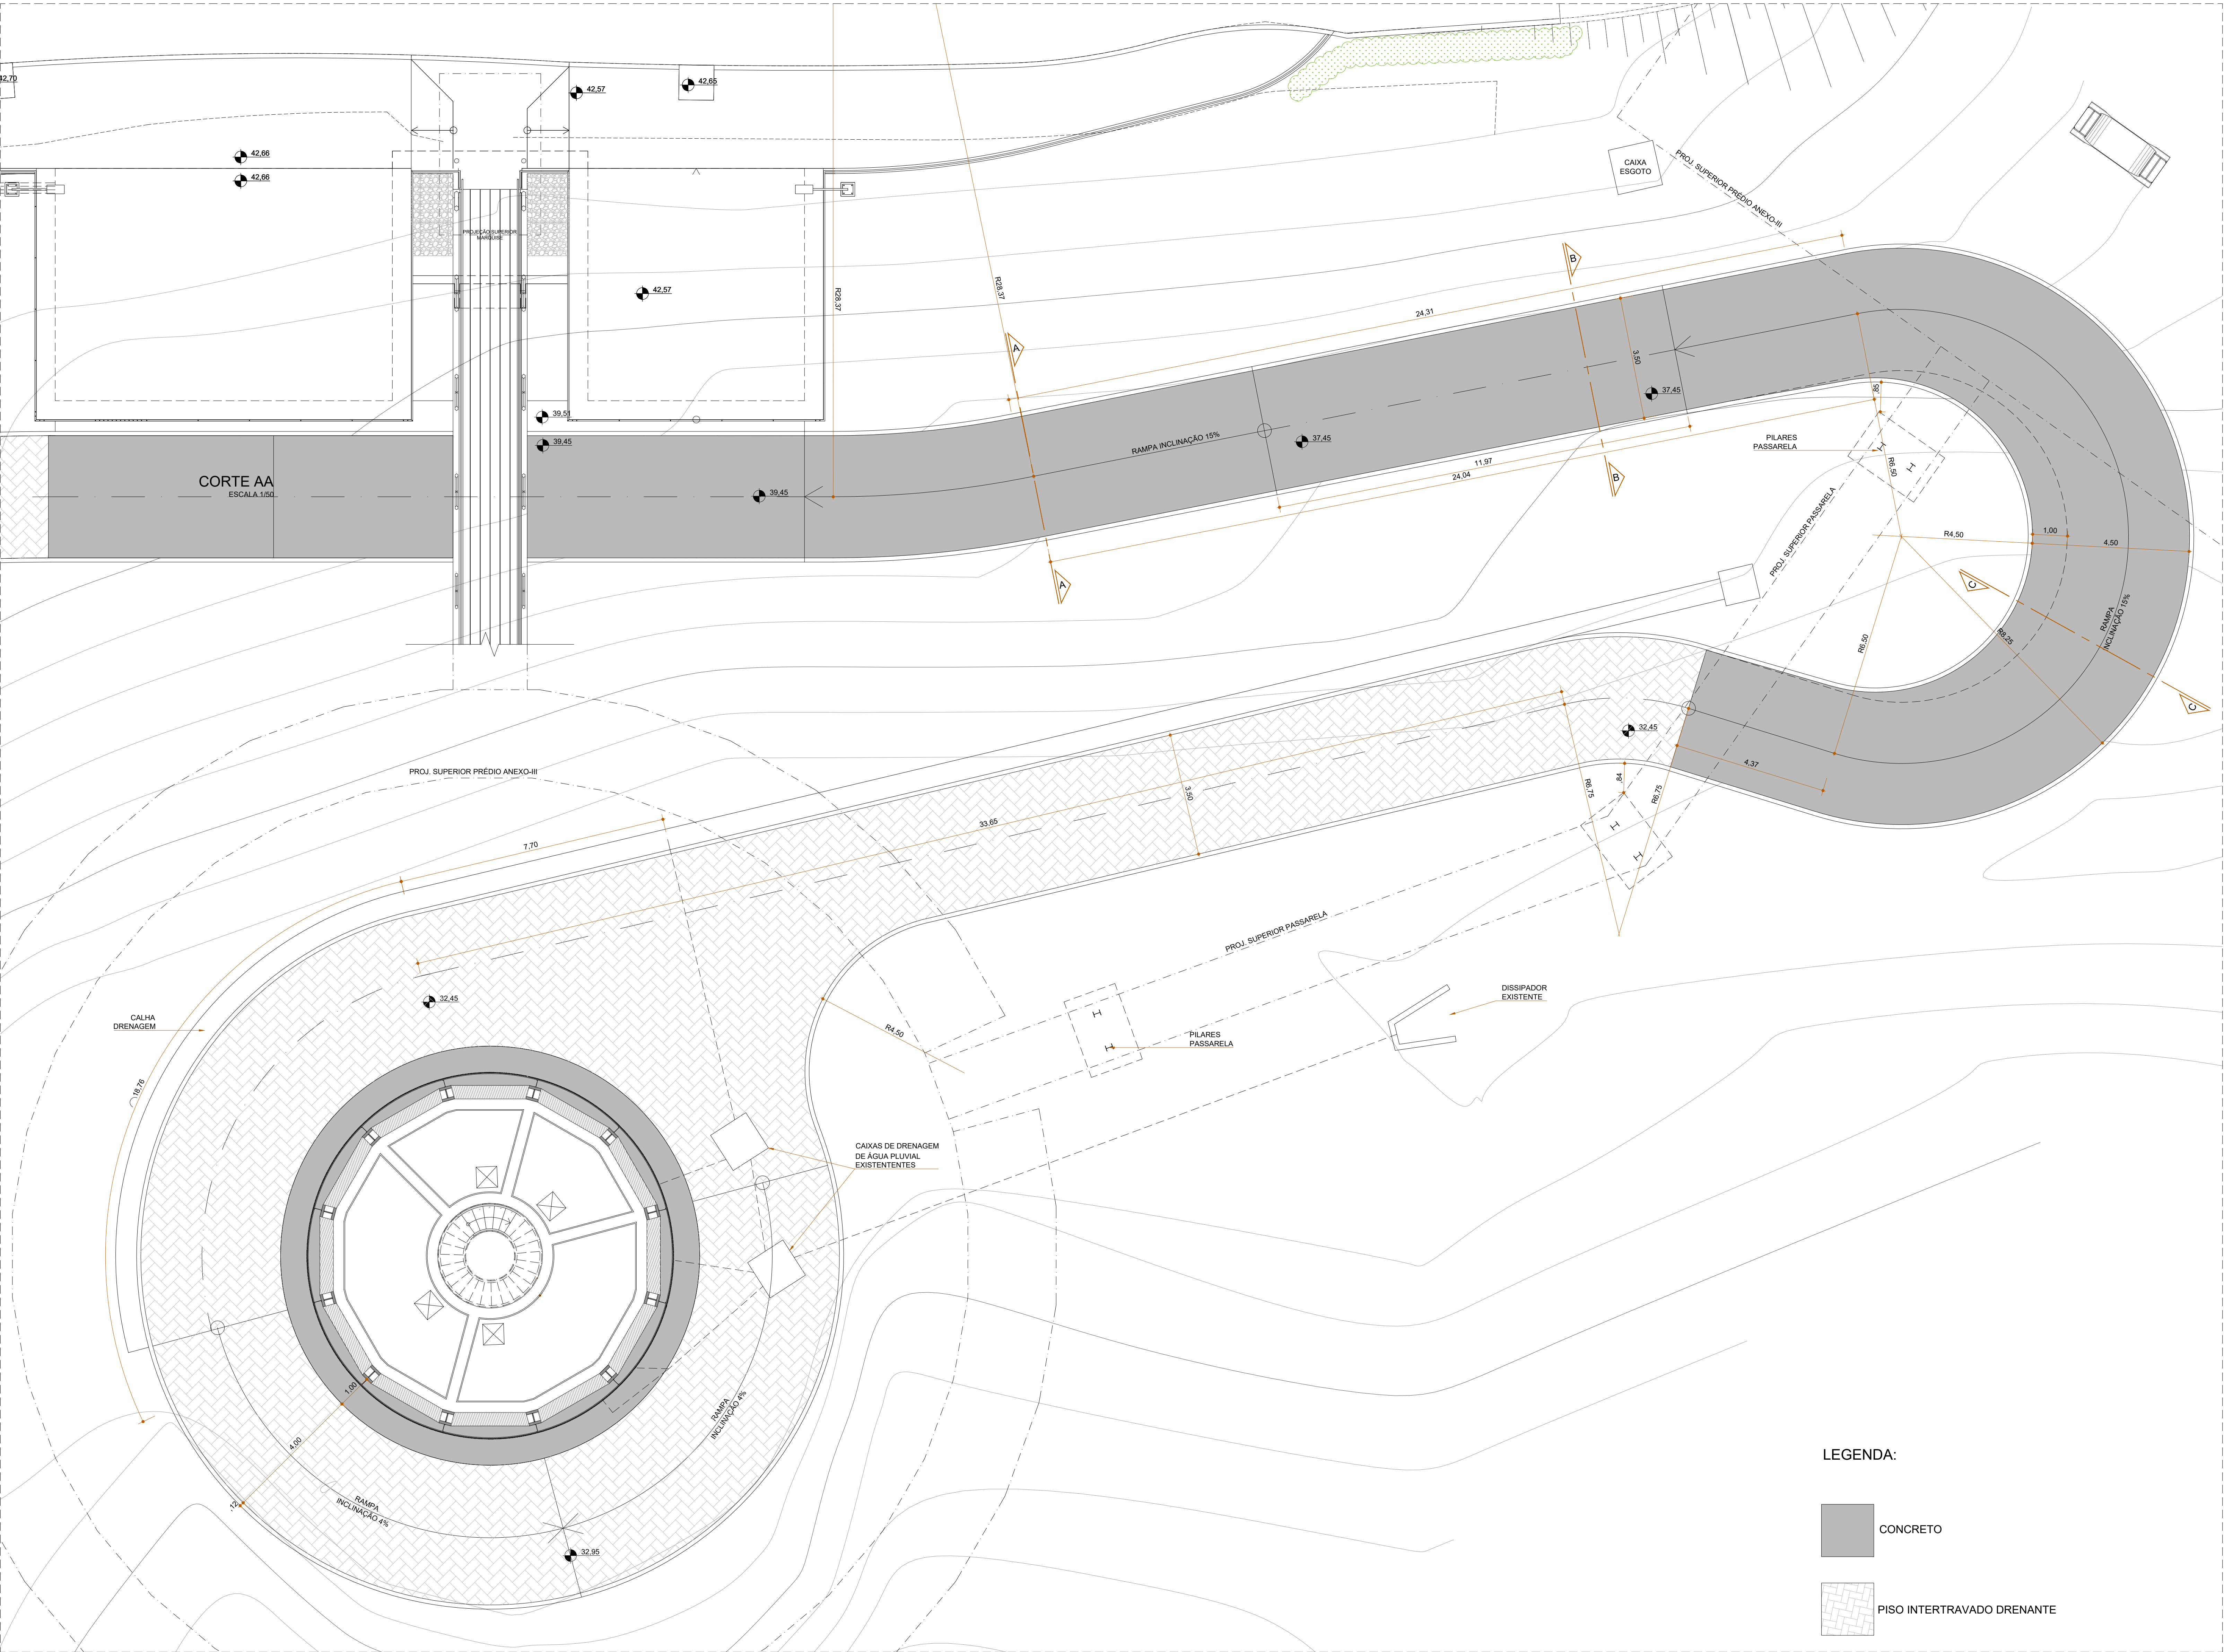 42,70
42,57
42,65
42,66
42,66
PROJEÇÃO SUPERIOR
MARQUISE
42,57
R28,37
R28,37
CAIXA
ESGOTO
PROJ. SUPERIOR PRÉDIO ANEXO-III
B
24,31
A
3,50
37,45
,85
39,51
39,45
RAMPA INCLINAÇÃO 15%
37,45
PILARES
PASSARELA
R6,50
11,97
24,04
B
CORTE AA
ESCALA 1/50
39,45
PROJ. SUPERIOR PASSARELA
R4,50
1,00
4,50
A
C
RAMPA
INCLINAÇÃO 15%
R6,50
R8,25
C
32,45
PROJ. SUPERIOR PRÉDIO ANEXO-III
4,37
,84
R6,75
R6,75
3,50
33,65
7,70
PROJ. SUPERIOR PASSARELA
32,45
DISSIPADOR
EXISTENTE
CALHA
DRENAGEM
R4,50
PILARES
PASSARELA
18,76
CAIXAS DE DRENAGEM
DE ÁGUA PLUVIAL
EXISTENTENTES
1,00
4,00
RAMPA
INCLINAÇÃO 4%
,12
RAMPA
INCLINAÇÃO 4%
32,95
LEGENDA:
CONCRETO
PISO INTERTRAVADO DRENANTE